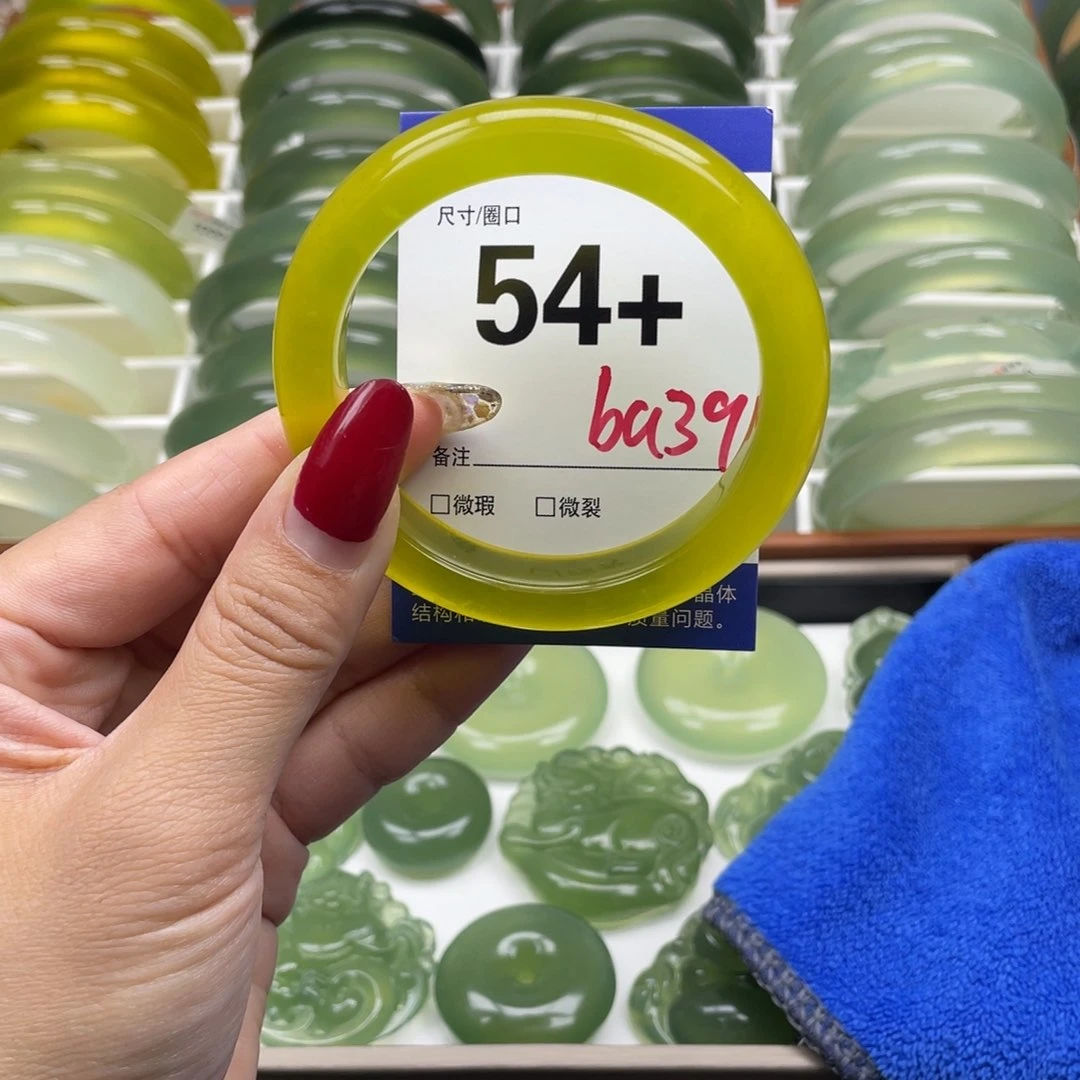 尺寸/圈口
54+
ba39
备注
□微瑕 □微裂
晶体
结构 质量问题。